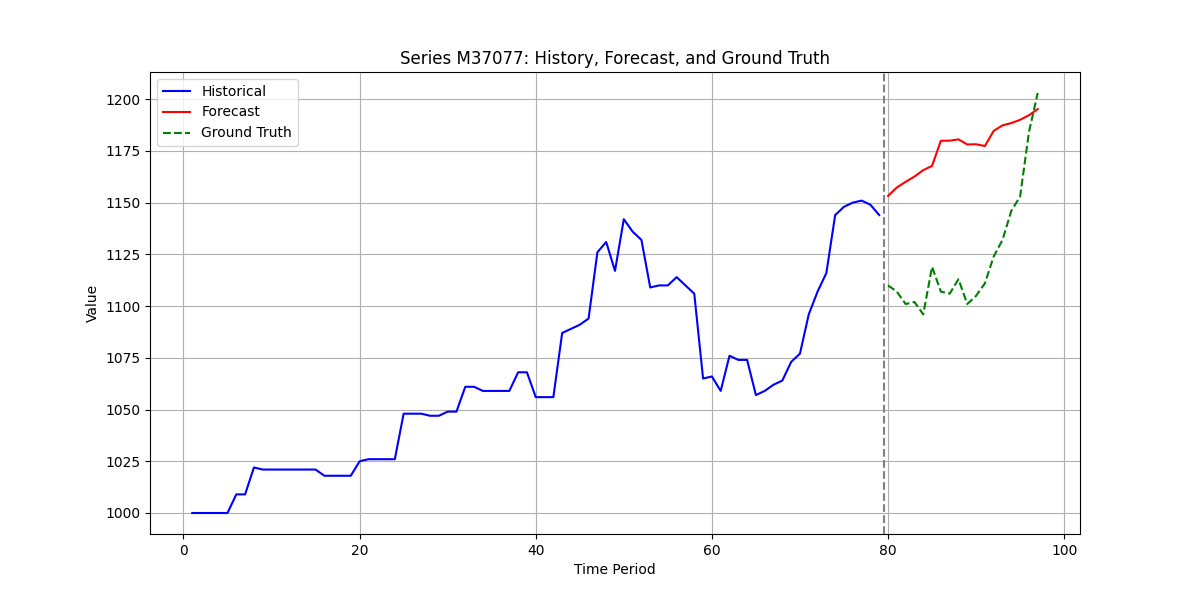 Series M37077: History, Forecast, and Ground Truth
Historical
Forecast
Ground Truth
Value
1200
1175
1150
1125
1100
1075
1050
1025
1000
0 20 40 60 80 100
Time Period